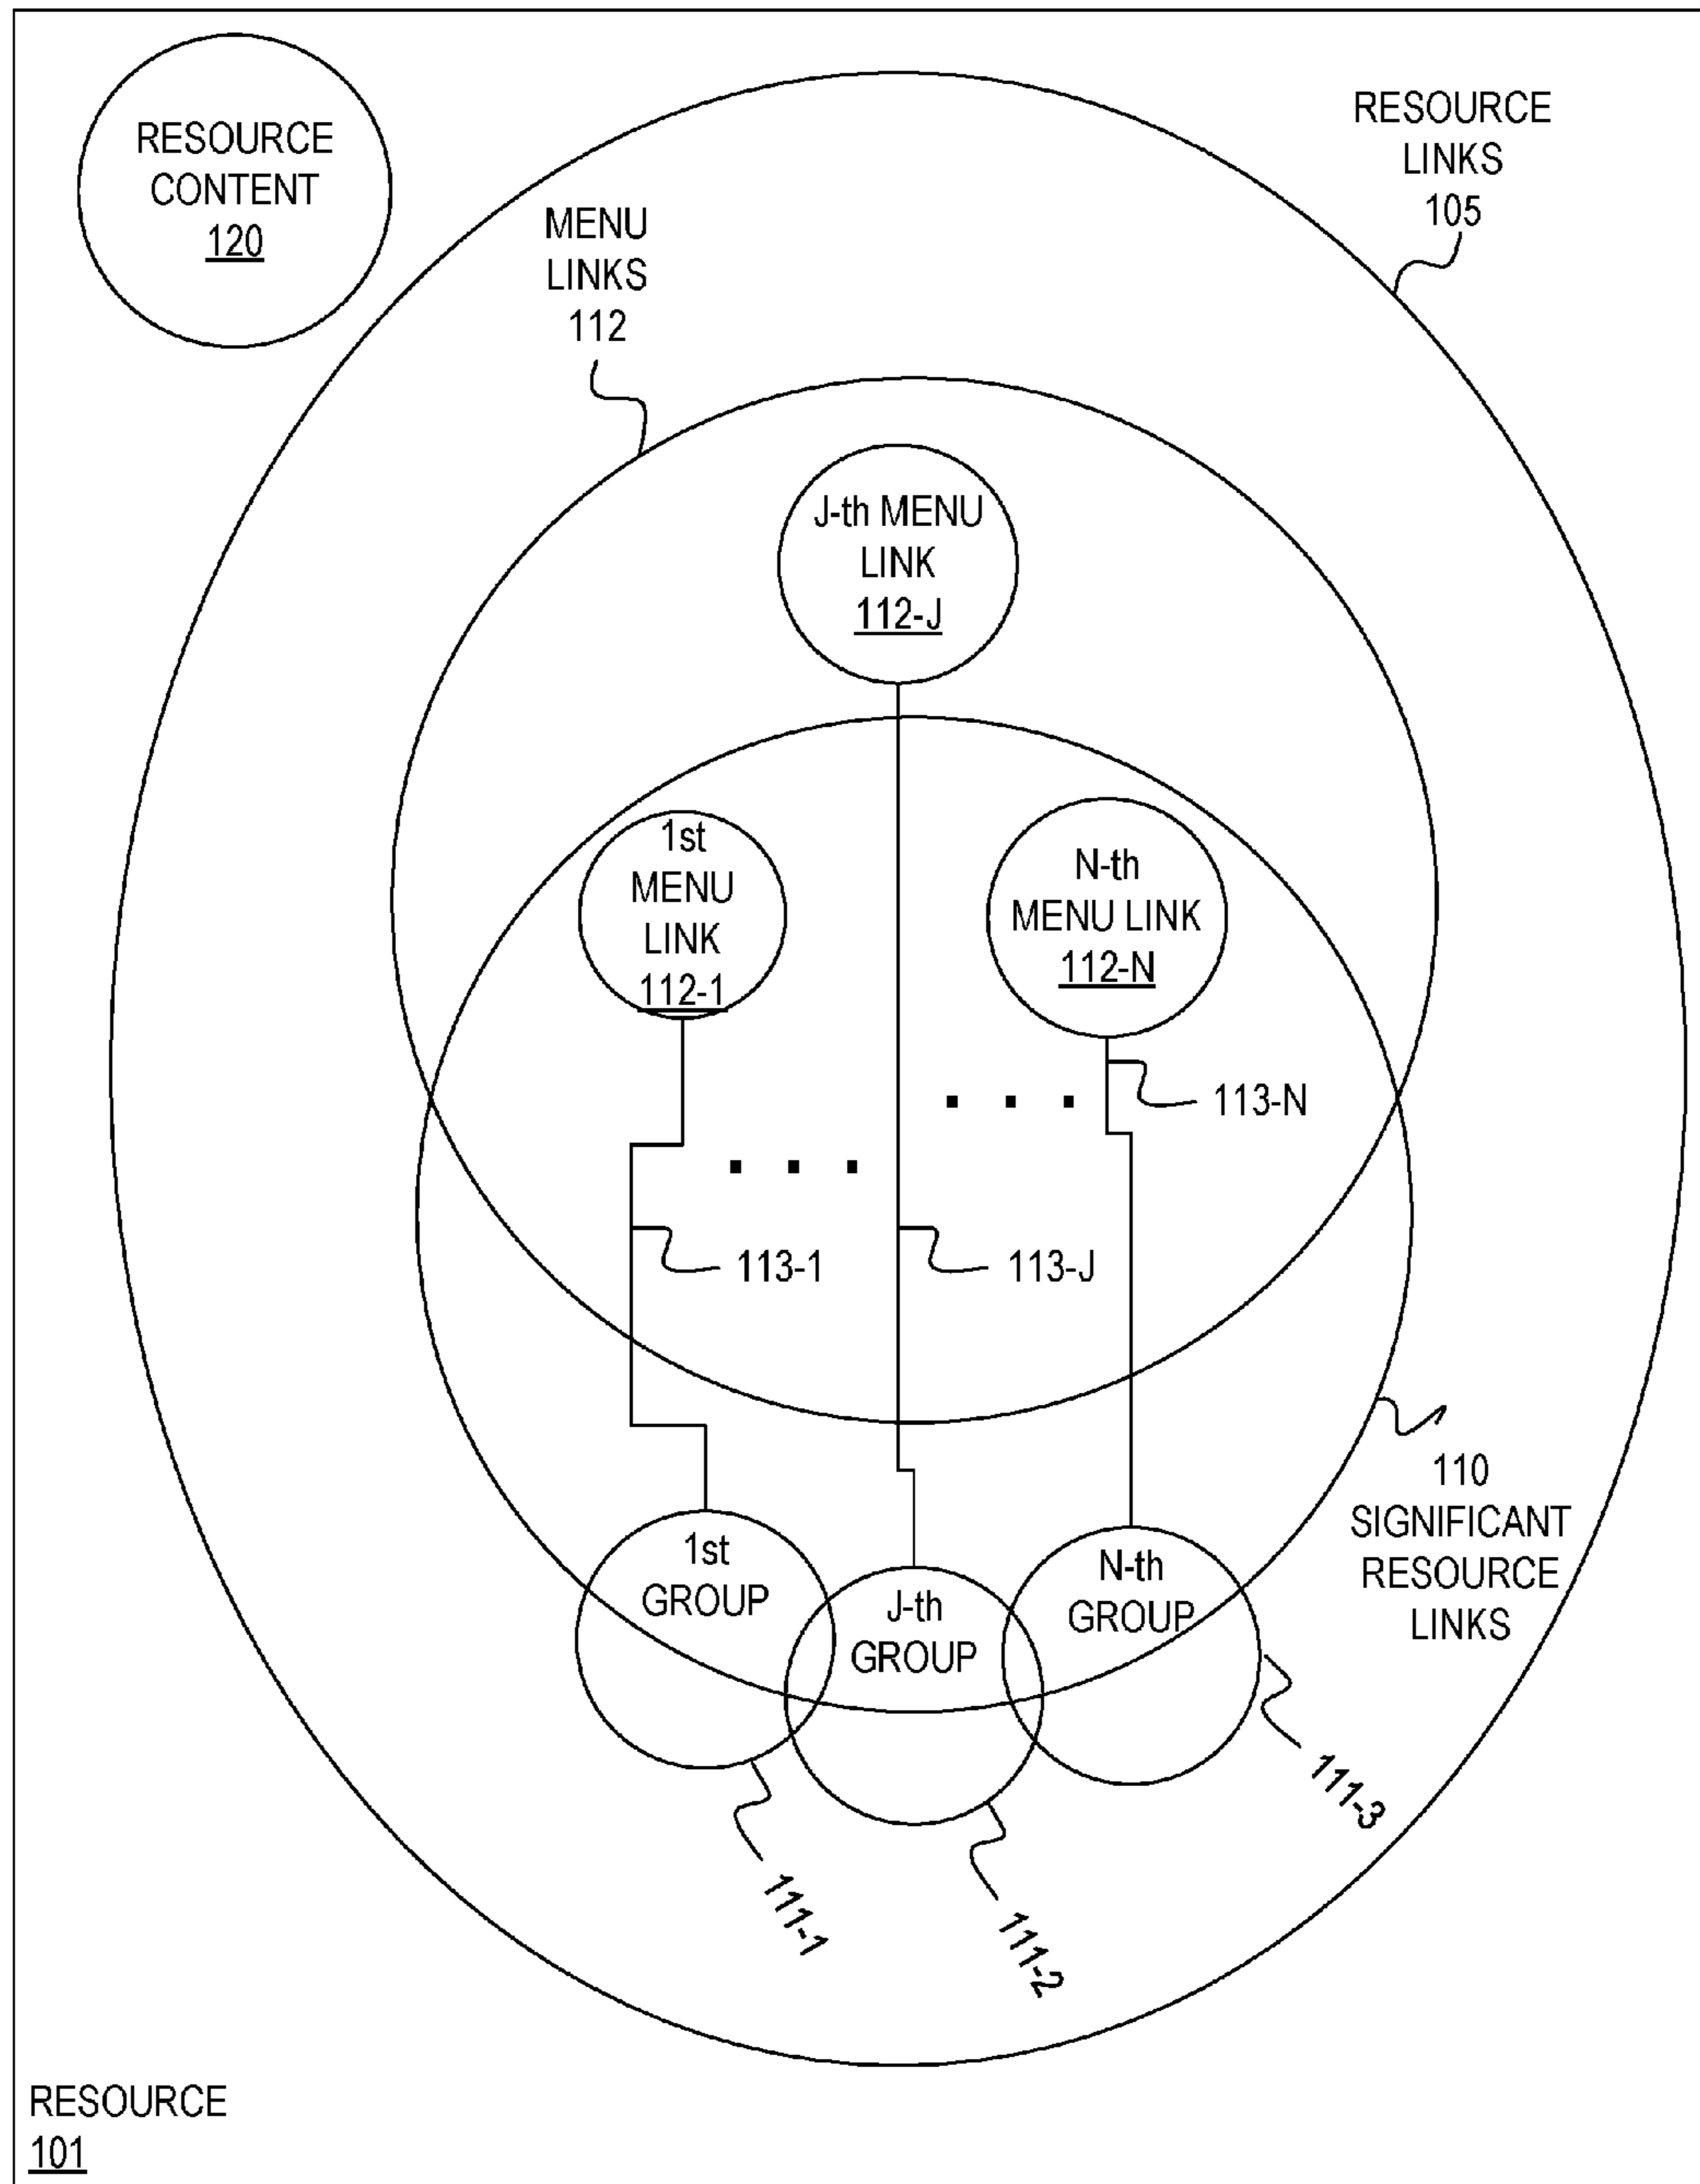 RESOURCE
CONTENT
120
RESOURCE
LINKS
105
MENU
LINKS
112
J-th MENU
LINK
112-J
1st
MENU
LINK
112-1
N-th
MENU LINK
112-N
113-N
113-1
113-J
110
SIGNIFICANT
RESOURCE
LINKS
1st
GROUP
J-th
GROUP
N-th
GROUP
111-3
111-1
111-2
RESOURCE
101